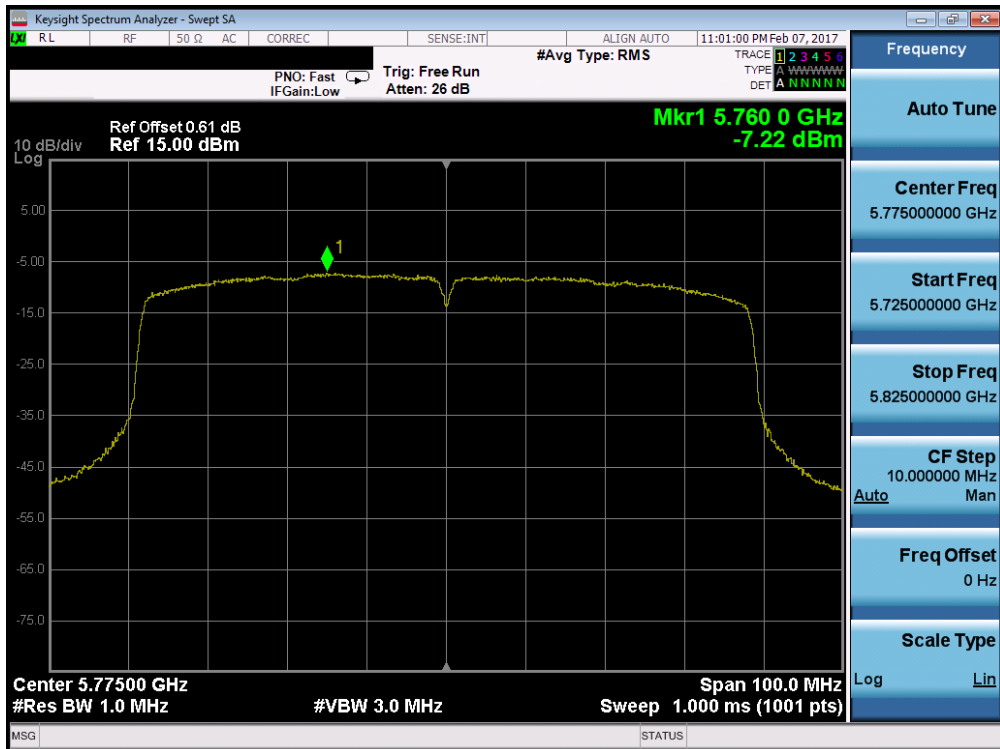 Keysight Spectrum Analyzer - Swept SA
LXI RL RF 50 Ω AC CORREC SENSE:INT ALIGN AUTO 11:01:00 PM Feb 07, 2017
#Avg Type: RMS
TRACE 1 2 3 4 5 6
TYPE A WWWWW
DET A N N N N N
PNO: Fast
IFGain:Low
Trig: Free Run
Atten: 26 dB
Frequency
Auto Tune
Center Freq
5.775000000 GHz
Start Freq
5.725000000 GHz
Stop Freq
5.825000000 GHz
CF Step
10.000000 MHz
Auto Man
Freq Offset
0 Hz
Scale Type
Log Lin
Mkr1 5.760 0 GHz
-7.22 dBm
Ref Offset 0.61 dB
10 dB/div Ref 15.00 dBm
Log
1
5.00
-5.00
-15.0
-25.0
-35.0
-45.0
-55.0
-65.0
-75.0
Center 5.77500 GHz Span 100.0 MHz
#Res BW 1.0 MHz #VBW 3.0 MHz Sweep 1.000 ms (1001 pts)
MSG STATUS